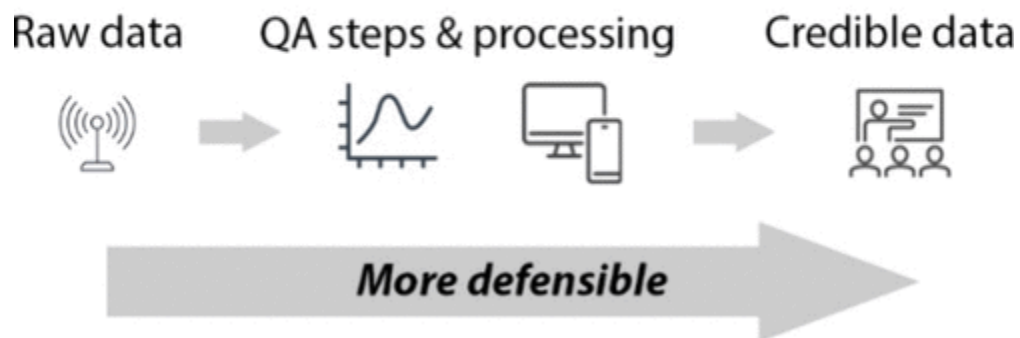 Raw data
QA steps & processing
Credible data
More defensible